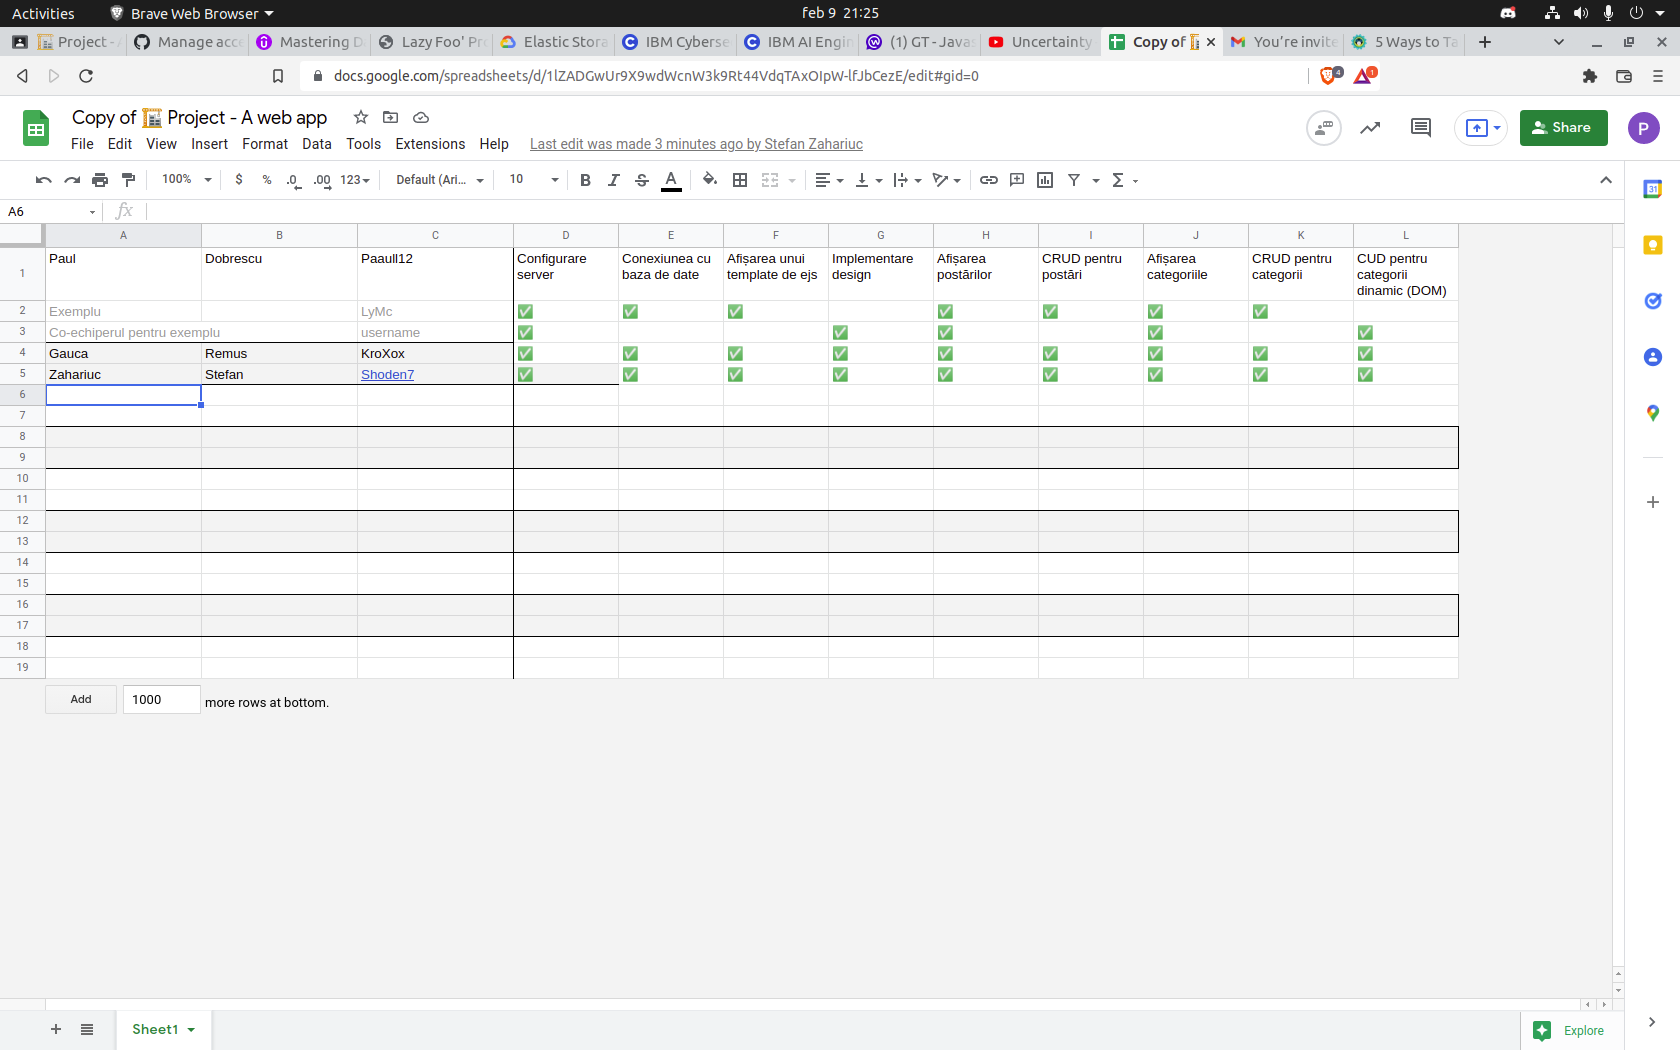 Activities Brave Web Browser feb 9 21:25
Project - A Manage acce Mastering D Lazy Foo' Pr Elastic Stora IBM Cyberse IBM AI Engin (1) GT - Javas Uncertainty Copy of You're invite 5 Ways to Ta
docs.google.com/spreadsheets/d/1lZADGwUr9X9wdWcnW3k9Rt44VdqTAxOIpW-lfJbCezE/edit#gid=0 4 1
Copy of 🏗️ Project - A web app
File Edit View Insert Format Data Tools Extensions Help Last edit was made 3 minutes ago by Stefan Zahariuc Share P
100% $ % .0 .00 123 Default (Ari... 10 B I S A Σ 31
A6 fx
A B C D E F G H I J K L
1 Paul Dobrescu Paaull12 Configurare server Conexiunea cu baza de date Afișarea unui template de ejs Implementare design Afișarea postărilor CRUD pentru postări Afișarea categoriile CRUD pentru categorii CUD pentru categorii dinamic (DOM)
2 Exemplu LyMc ✅ ✅ ✅ ✅ ✅ ✅ ✅
3 Co-echiperul pentru exemplu username ✅ ✅ ✅ ✅ ✅
4 Gauca Remus KroXox ✅ ✅ ✅ ✅ ✅ ✅ ✅ ✅ ✅
5 Zahariuc Stefan Shoden7 ✅ ✅ ✅ ✅ ✅ ✅ ✅ ✅ ✅
6
7
8
9
10
11
12
13
14
15
16
17
18
19
Add 1000 more rows at bottom.
Sheet1 Explore